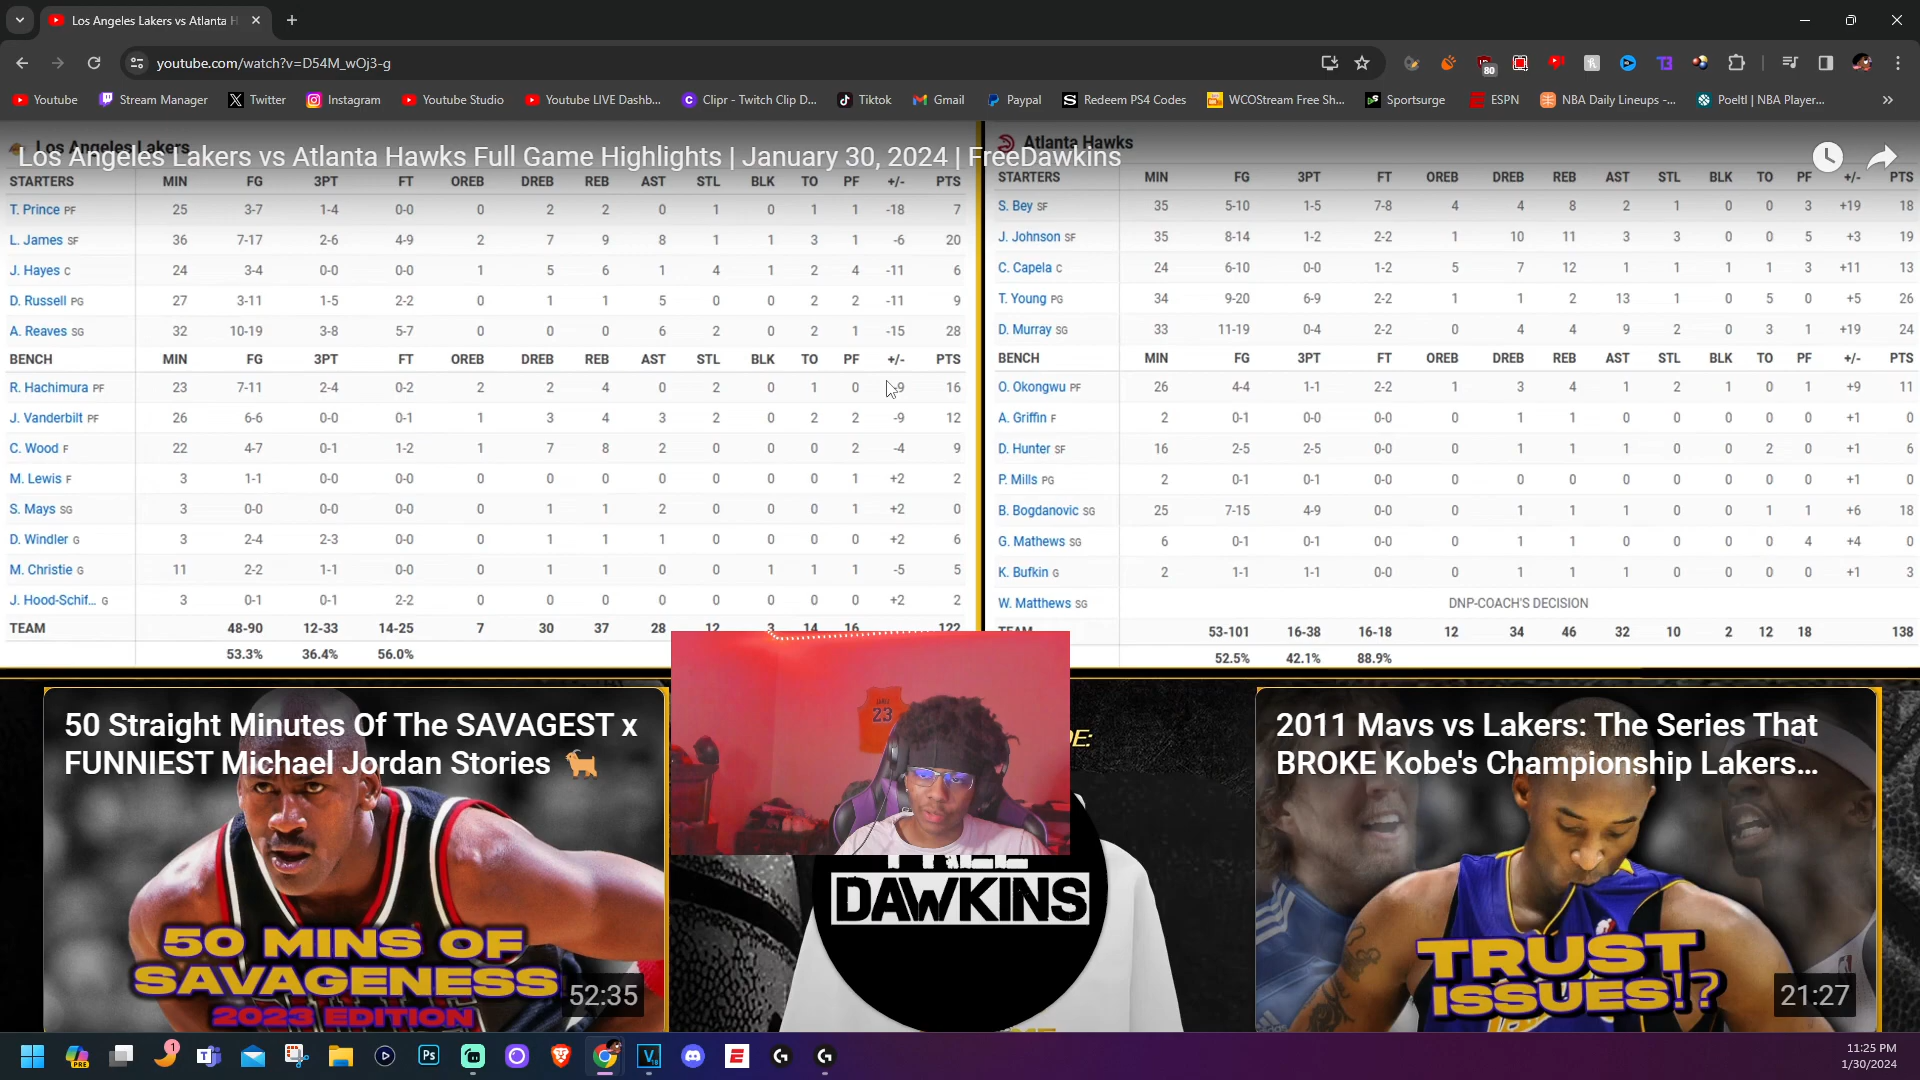 Los Angeles Lakers vs Atlanta H
youtube.com/watch?v=D54M_wOj3-g
80
Youtube Stream Manager Twitter Instagram Youtube Studio Youtube LIVE Dashb... Clipr - Twitch Clip D... Tiktok Gmail Paypal Redeem PS4 Codes WCOStream Free Sh... Sportsurge ESPN NBA Daily Lineups -... Poeltl | NBA Player...
Los Angeles Lakers
Los Angeles Lakers vs Atlanta Hawks Full Game Highlights | January 30, 2024 | FreeDawkins
STARTERS MIN FG 3PT FT OREB DREB REB AST STL BLK TO PF +/- PTS
T. Prince PF 25 3-7 1-4 0-0 0 2 2 0 1 0 1 1 -18 7
L. James SF 36 7-17 2-6 4-9 2 7 9 8 1 1 3 1 -6 20
J. Hayes C 24 3-4 0-0 0-0 1 5 6 1 4 1 2 4 -11 6
D. Russell PG 27 3-11 1-5 2-2 0 1 1 5 0 0 2 2 -11 9
A. Reaves SG 32 10-19 3-8 5-7 0 0 0 6 2 0 2 1 -15 28
BENCH MIN FG 3PT FT OREB DREB REB AST STL BLK TO PF +/- PTS
R. Hachimura PF 23 7-11 2-4 0-2 2 2 4 0 2 0 1 0 9 16
J. Vanderbilt PF 26 6-6 0-0 0-1 1 3 4 3 2 0 2 2 -9 12
C. Wood F 22 4-7 0-1 1-2 1 7 8 2 0 0 0 2 -4 9
M. Lewis F 3 1-1 0-0 0-0 0 0 0 0 0 0 0 1 +2 2
S. Mays SG 3 0-0 0-0 0-0 0 1 1 2 0 0 0 1 +2 0
D. Windler G 3 2-4 2-3 0-0 0 1 1 1 0 0 0 0 +2 6
M. Christie G 11 2-2 1-1 0-0 0 1 1 0 0 1 1 1 -5 5
J. Hood-Schif... G 3 0-1 0-1 2-2 0 0 0 0 0 0 0 0 +2 2
TEAM 48-90 12-33 14-25 7 30 37 28 12 3 14 16 122
53.3% 36.4% 56.0%
Atlanta Hawks
STARTERS MIN FG 3PT FT OREB DREB REB AST STL BLK TO PF +/- PTS
S. Bey SF 35 5-10 1-5 7-8 4 4 8 2 1 0 0 3 +19 18
J. Johnson SF 35 8-14 1-2 2-2 1 10 11 3 3 0 0 5 +3 19
C. Capela C 24 6-10 0-0 1-2 5 7 12 1 1 1 1 3 +11 13
T. Young PG 34 9-20 6-9 2-2 1 1 2 13 1 0 5 0 +5 26
D. Murray SG 33 11-19 0-4 2-2 0 4 4 9 2 0 3 1 +19 24
BENCH MIN FG 3PT FT OREB DREB REB AST STL BLK TO PF +/- PTS
O. Okongwu PF 26 4-4 1-1 2-2 1 3 4 1 2 1 0 1 +9 11
A. Griffin F 2 0-1 0-0 0-0 0 1 1 0 0 0 0 0 +1 0
D. Hunter SF 16 2-5 2-5 0-0 0 1 1 1 0 0 2 0 +1 6
P. Mills PG 2 0-1 0-1 0-0 0 0 0 0 0 0 0 0 +1 0
B. Bogdanovic SG 25 7-15 4-9 0-0 0 1 1 1 0 0 1 1 +6 18
G. Mathews SG 6 0-1 0-1 0-0 0 1 1 0 0 0 0 4 +4 0
K. Bufkin G 2 1-1 1-1 0-0 0 1 1 1 0 0 0 0 +1 3
W. Matthews SG DNP-COACH'S DECISION
TEAM 53-101 16-38 16-18 12 34 46 32 10 2 12 18 138
52.5% 42.1% 88.9%
50 Straight Minutes Of The SAVAGEST x
FUNNIEST Michael Jordan Stories
50 MINS OF
SAVAGENESS
2023 EDITION
52:35
23
DE:
DAWKINS
2011 Mavs vs Lakers: The Series That
BROKE Kobe's Championship Lakers...
TRUST
ISSUES!?
21:27
PRE
1
Ps
11:25 PM
1/30/2024